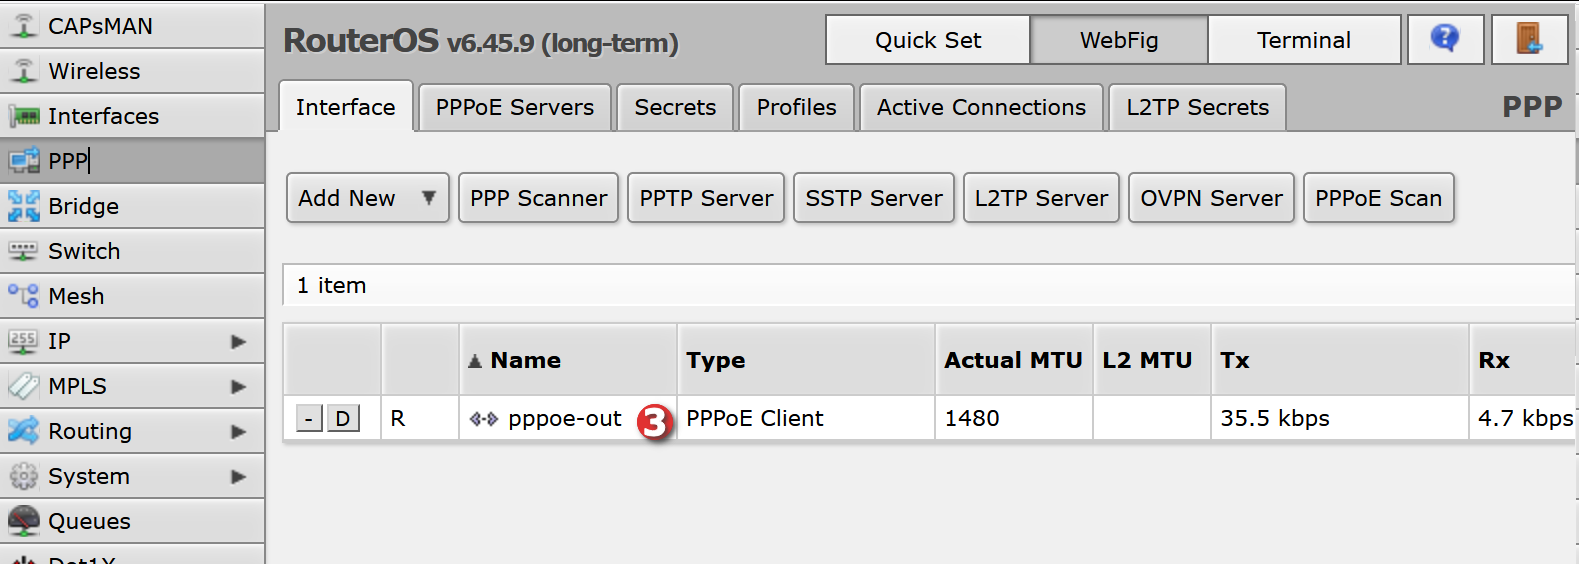 CAPsMAN
Wireless
Interfaces
PPP
Bridge
Switch
Mesh
255 IP
MPLS
Routing
System
Queues
Dot1X
RouterOS v6.45.9 (long-term)
Quick Set WebFig Terminal
Interface PPPoE Servers Secrets Profiles Active Connections L2TP Secrets PPP
Add New PPP Scanner PPTP Server SSTP Server L2TP Server OVPN Server PPPoE Scan
1 item
Name Type Actual MTU L2 MTU Tx Rx
- D R pppoe-out 3 PPPoE Client 1480 35.5 kbps 4.7 kbps